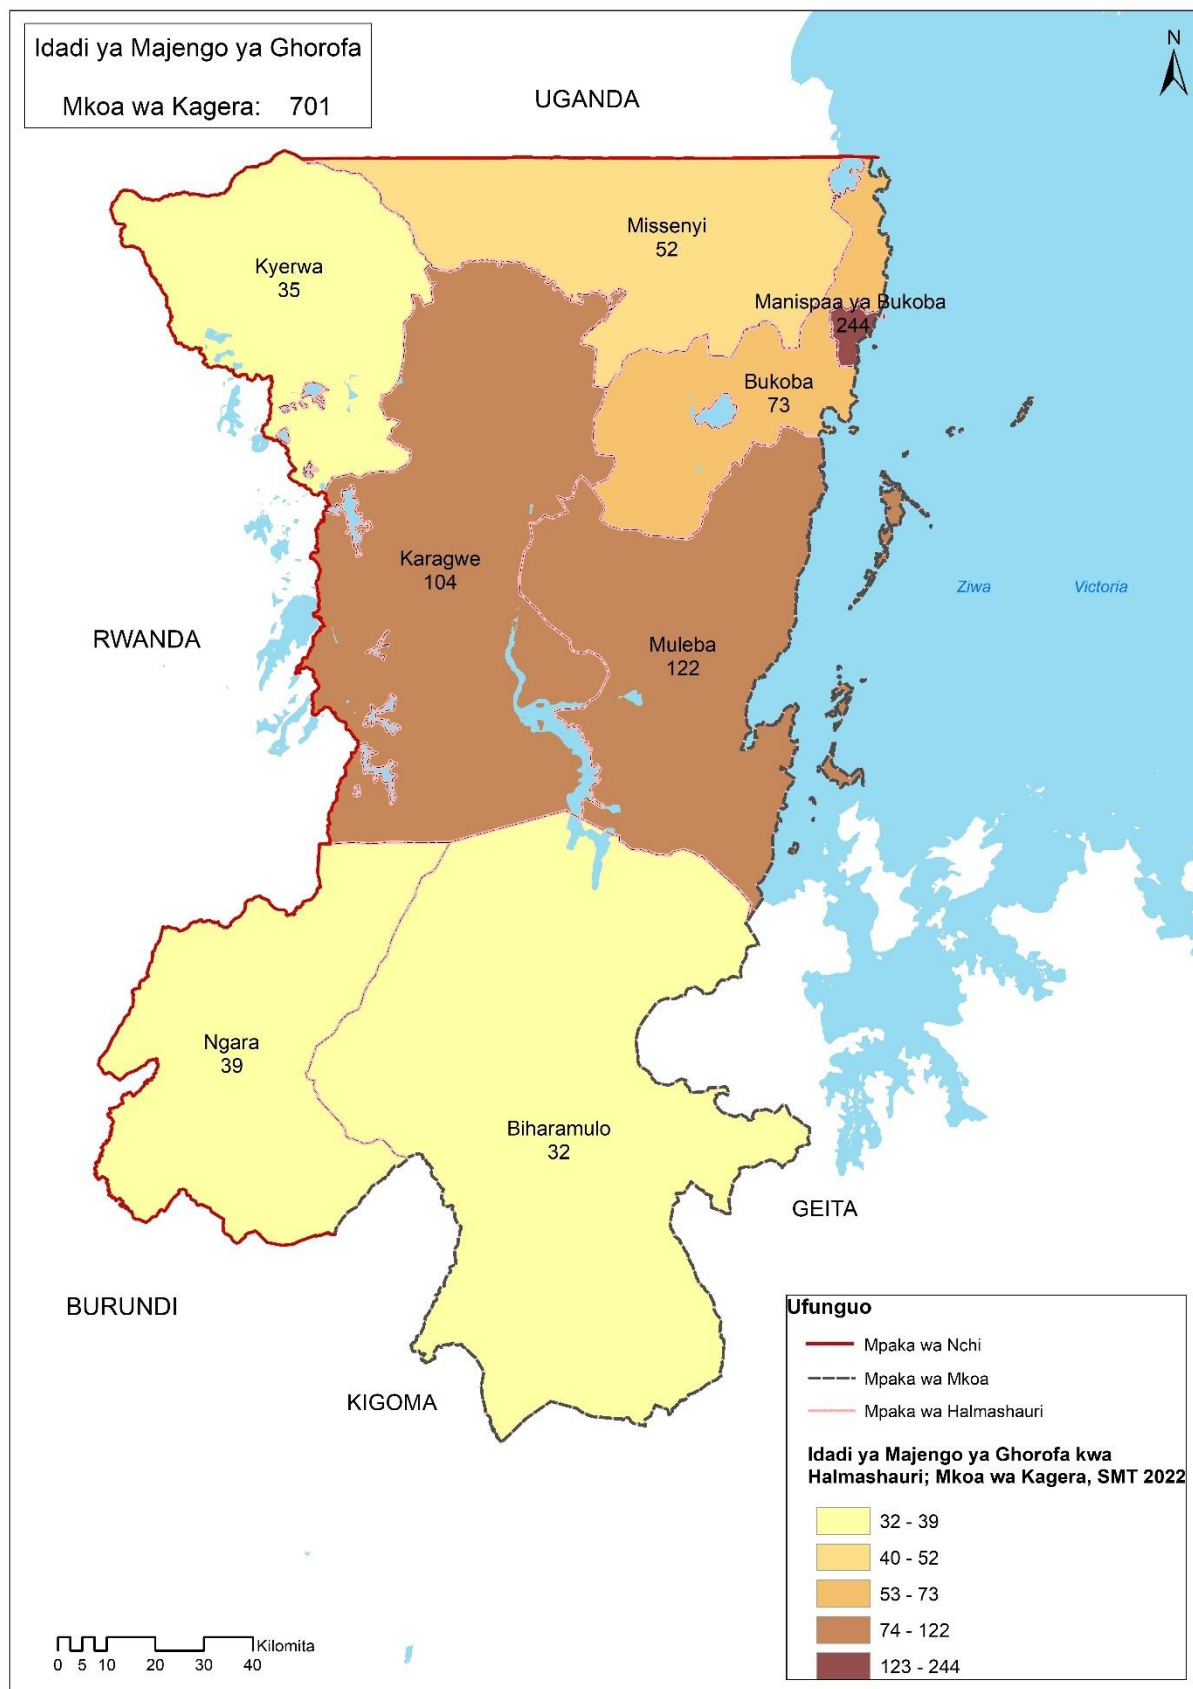 Idadi ya Majengo ya Ghorofa
Mkoa wa Kagera: 701
N
UGANDA
Missenyi
52
Kyerwa
35
Manispaa ya Bukoba
244
Bukoba
73
Karagwe
104
Ziwa Victoria
RWANDA
Muleba
122
Ngara
39
Biharamulo
32
GEITA
BURUNDI
KIGOMA
Ufunguo
Mpaka wa Nchi
Mpaka wa Mkoa
Mpaka wa Halmashauri
Idadi ya Majengo ya Ghorofa kwa
Halmashauri; Mkoa wa Kagera, SMT 2022
32 - 39
40 - 52
53 - 73
74 - 122
123 - 244
Kilomita
0 5 10 20 30 40